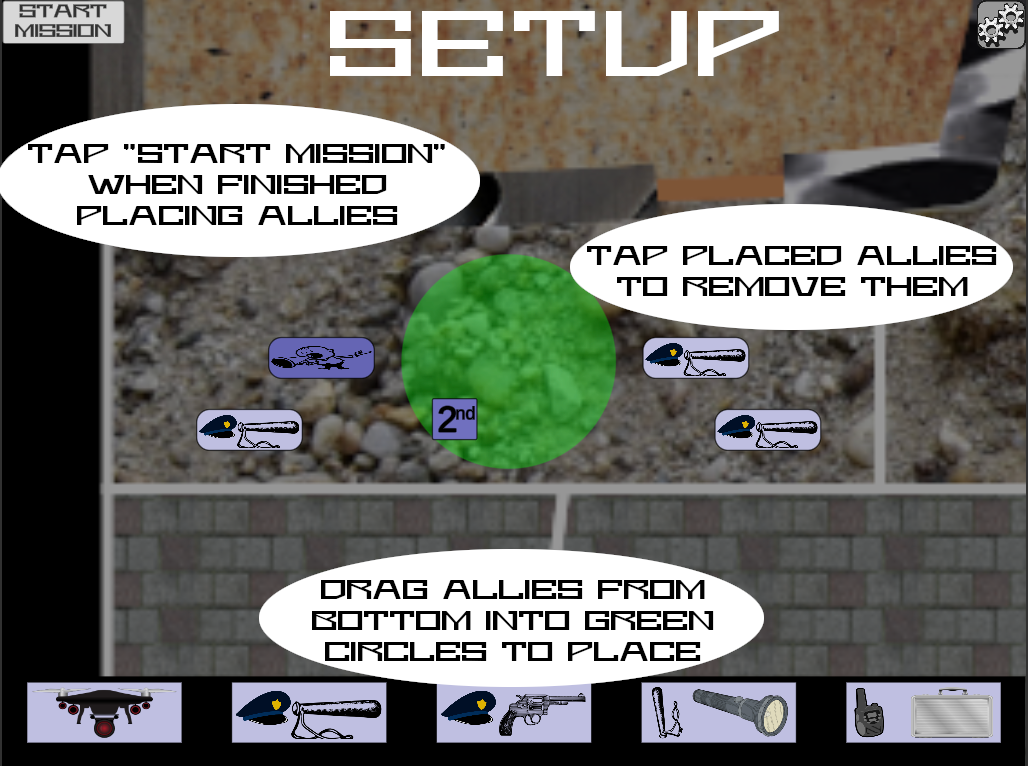 START
MISSION
SETUP
TAP "START MISSION"
WHEN FINISHED
PLACING ALLIES
TAP PLACED ALLIES
TO REMOVE THEM
2nd
DRAG ALLIES FROM
BOTTOM INTO GREEN
CIRCLES TO PLACE